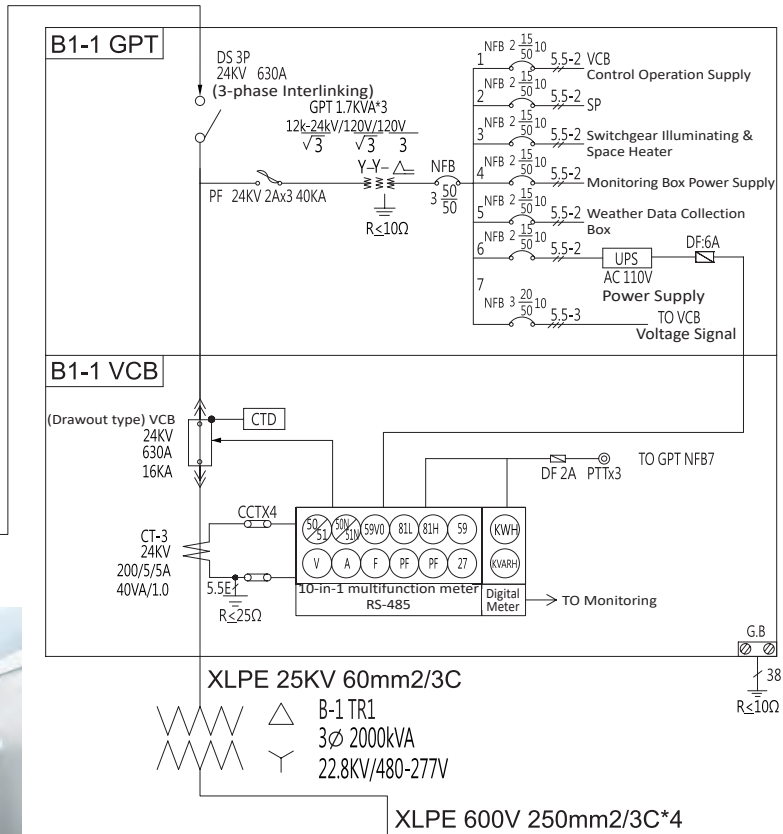 B1-1 GPT
DS 3P
24KV 630A
(3-phase Interlinking)
GPT 1.7KVA*3
12k-24kV/120V/120V
√3 √3 3
Y-Y-
PF 24KV 2Ax3 40KA
R≤10Ω
NFB
3 50/50
1 NFB 2 15/50 10 5.5-2 VCB
Control Operation Supply
2 NFB 2 15/50 10 5.5-2 SP
3 NFB 2 15/50 10 5.5-2 Switchgear Illuminating &
Space Heater
4 NFB 2 15/50 10 5.5-2 Monitoring Box Power Supply
5 NFB 2 15/50 10 5.5-2 Weather Data Collection
Box
6 NFB 2 15/50 10 5.5-2 UPS DF:6A
AC 110V
Power Supply
7 NFB 3 20/50 10 5.5-3 TO VCB
Voltage Signal
B1-1 VCB
(Drawout type) VCB
24KV
630A
16KA
CTD
DF 2A PTTx3 TO GPT NFB7
CCTX4
CT-3
24KV
200/5/5A
40VA/1.0
5.5E
R≤25Ω
50/51 50N/51N 59V0 81L 81H 59 KWH
V A F PF PF 27 KVARH
10-in-1 multifunction meter
RS-485
Digital
Meter
TO Monitoring
G.B
38
R≤10Ω
XLPE 25KV 60mm2/3C
B-1 TR1
3∅ 2000kVA
22.8KV/480-277V
XLPE 600V 250mm2/3C*4